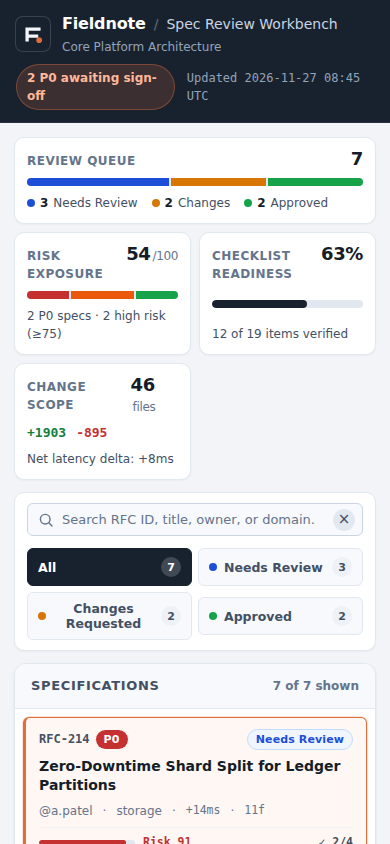 Fieldnote / Spec Review Workbench
Core Platform Architecture
2 P0 awaiting sign-
off
Updated 2026-11-27 08:45
UTC
REVIEW QUEUE 7
3 Needs Review 2 Changes 2 Approved
RISK
EXPOSURE
54/100
2 P0 specs · 2 high risk
(≥75)
CHECKLIST
READINESS
63%
12 of 19 items verified
CHANGE
SCOPE
46
files
+1903 -895
Net latency delta: +8ms
Search RFC ID, title, owner, or domain.
All 7
Needs Review 3
Changes
Requested
2
Approved 2
SPECIFICATIONS 7 of 7 shown
RFC-214 P0 Needs Review
Zero-Downtime Shard Split for Ledger
Partitions
@a.patel · storage · +14ms · 11f
Risk 91 ✓ 2/4